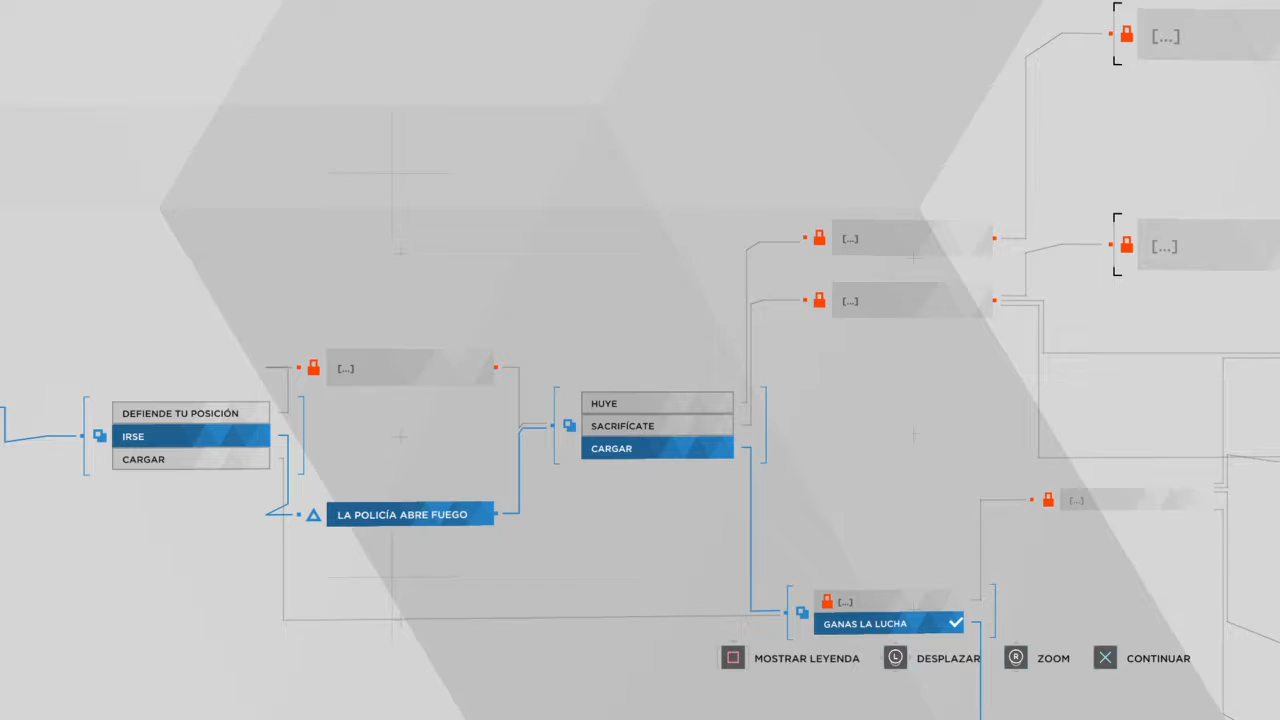 [...]
[...]
[...]
[...]
[...]
DEFIENDE TU POSICIÓN
IRSE
CARGAR
HUYE
SACRIFÍCATE
CARGAR
LA POLICÍA ABRE FUEGO
[...]
[...]
GANAS LA LUCHA
MOSTRAR LEYENDA
L DESPLAZAR
R ZOOM
CONTINUAR